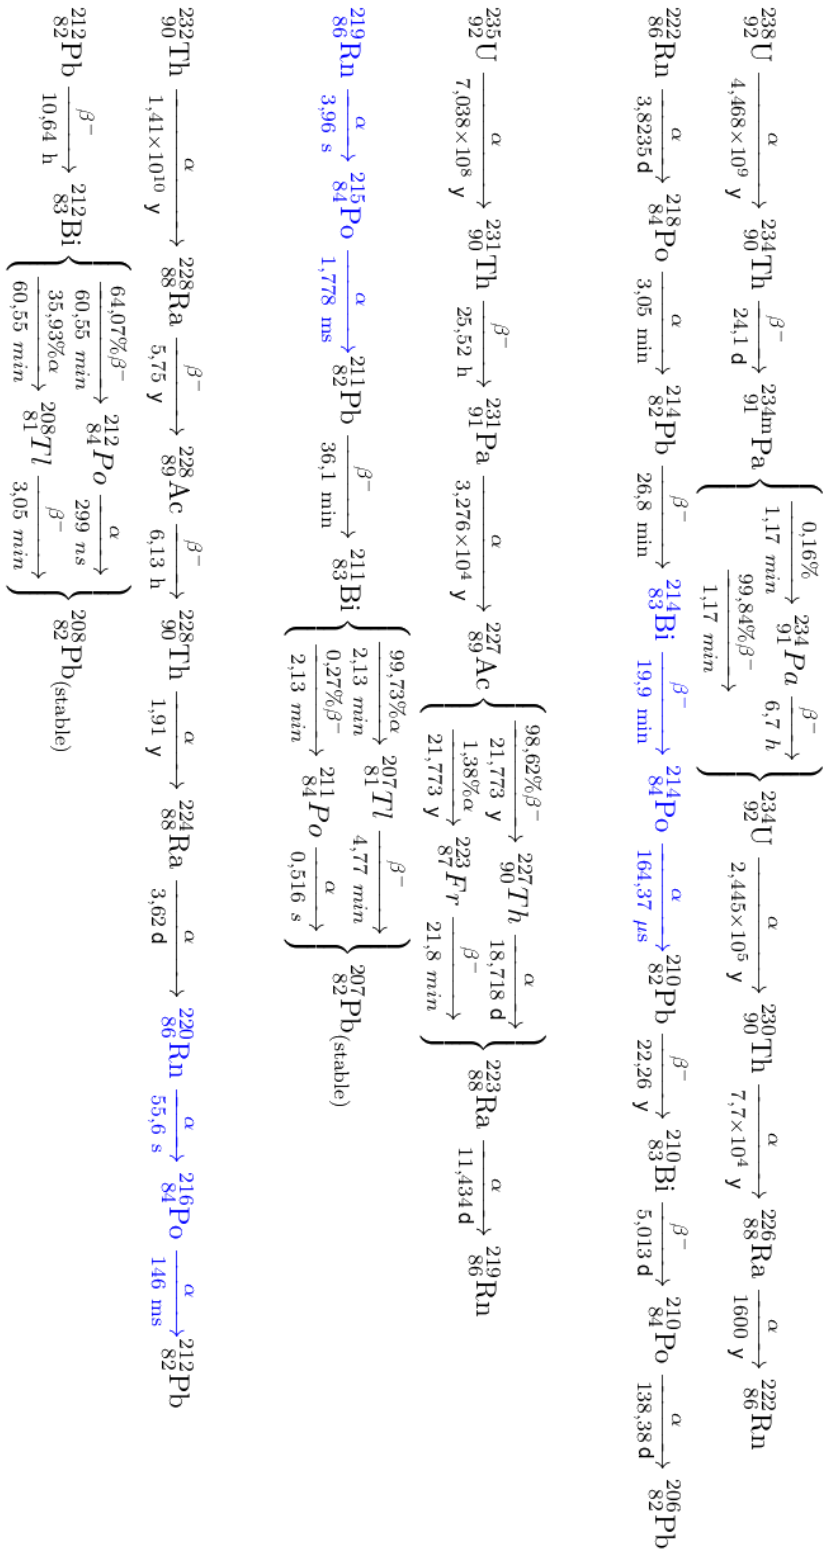 ²³⁸₉₂U —α / 4,468×10⁹ y→ ²³⁴₉₀Th —β⁻ / 24,1 d→ ²³⁴ᵐ₉₁Pa { —0,16% / 1,17 min→ ²³⁴₉₁Pa —β⁻ / 6,7 h→
—99,84%β⁻ / 1,17 min→ } ²³⁴₉₂U —α / 2,445×10⁵ y→ ²³⁰₉₀Th —α / 7,7×10⁴ y→ ²²⁶₈₈Ra —α / 1600 y→ ²²²₈₆Rn
²²²₈₆Rn —α / 3,8235 d→ ²¹⁸₈₄Po —α / 3,05 min→ ²¹⁴₈₂Pb —β⁻ / 26,8 min→ ²¹⁴₈₃Bi —β⁻ / 19,9 min→ ²¹⁴₈₄Po —α / 164,37 μs→ ²¹⁰₈₂Pb —β⁻ / 22,26 y→ ²¹⁰₈₃Bi —β⁻ / 5,013 d→ ²¹⁰₈₄Po —α / 138,38 d→ ²⁰⁶₈₂Pb
²³⁵₉₂U —α / 7,038×10⁸ y→ ²³¹₉₀Th —β⁻ / 25,52 h→ ²³¹₉₁Pa —α / 3,276×10⁴ y→ ²²⁷₈₉Ac { —98,62%β⁻ / 21,773 y→ ²²⁷₉₀Th —α / 18,718 d→
—1,38%α / 21,773 y→ ²²³₈₇Fr —β⁻ / 21,8 min→ } ²²³₈₈Ra —α / 11,434 d→ ²¹⁹₈₆Rn
²¹⁹₈₆Rn —α / 3,96 s→ ²¹⁵₈₄Po —α / 1,778 ms→ ²¹¹₈₂Pb —β⁻ / 36,1 min→ ²¹¹₈₃Bi { —99,73%α / 2,13 min→ ²⁰⁷₈₁Tl —β⁻ / 4,77 min→
—0,27%β⁻ / 2,13 min→ ²¹¹₈₄Po —α / 0,516 s→ } ²⁰⁷₈₂Pb(stable)
²³²₉₀Th —α / 1,41×10¹⁰ y→ ²²⁸₈₈Ra —β⁻ / 5,75 y→ ²²⁸₈₉Ac —β⁻ / 6,13 h→ ²²⁸₉₀Th —α / 1,91 y→ ²²⁴₈₈Ra —α / 3,62 d→ ²²⁰₈₆Rn —α / 55,6 s→ ²¹⁶₈₄Po —α / 146 ms→ ²¹²₈₂Pb
²¹²₈₂Pb —β⁻ / 10,64 h→ ²¹²₈₃Bi { —64,07%β⁻ / 60,55 min→ ²¹²₈₄Po —α / 299 ns→
—35,93%α / 60,55 min→ ²⁰⁸₈₁Tl —β⁻ / 3,05 min→ } ²⁰⁸₈₂Pb(stable)